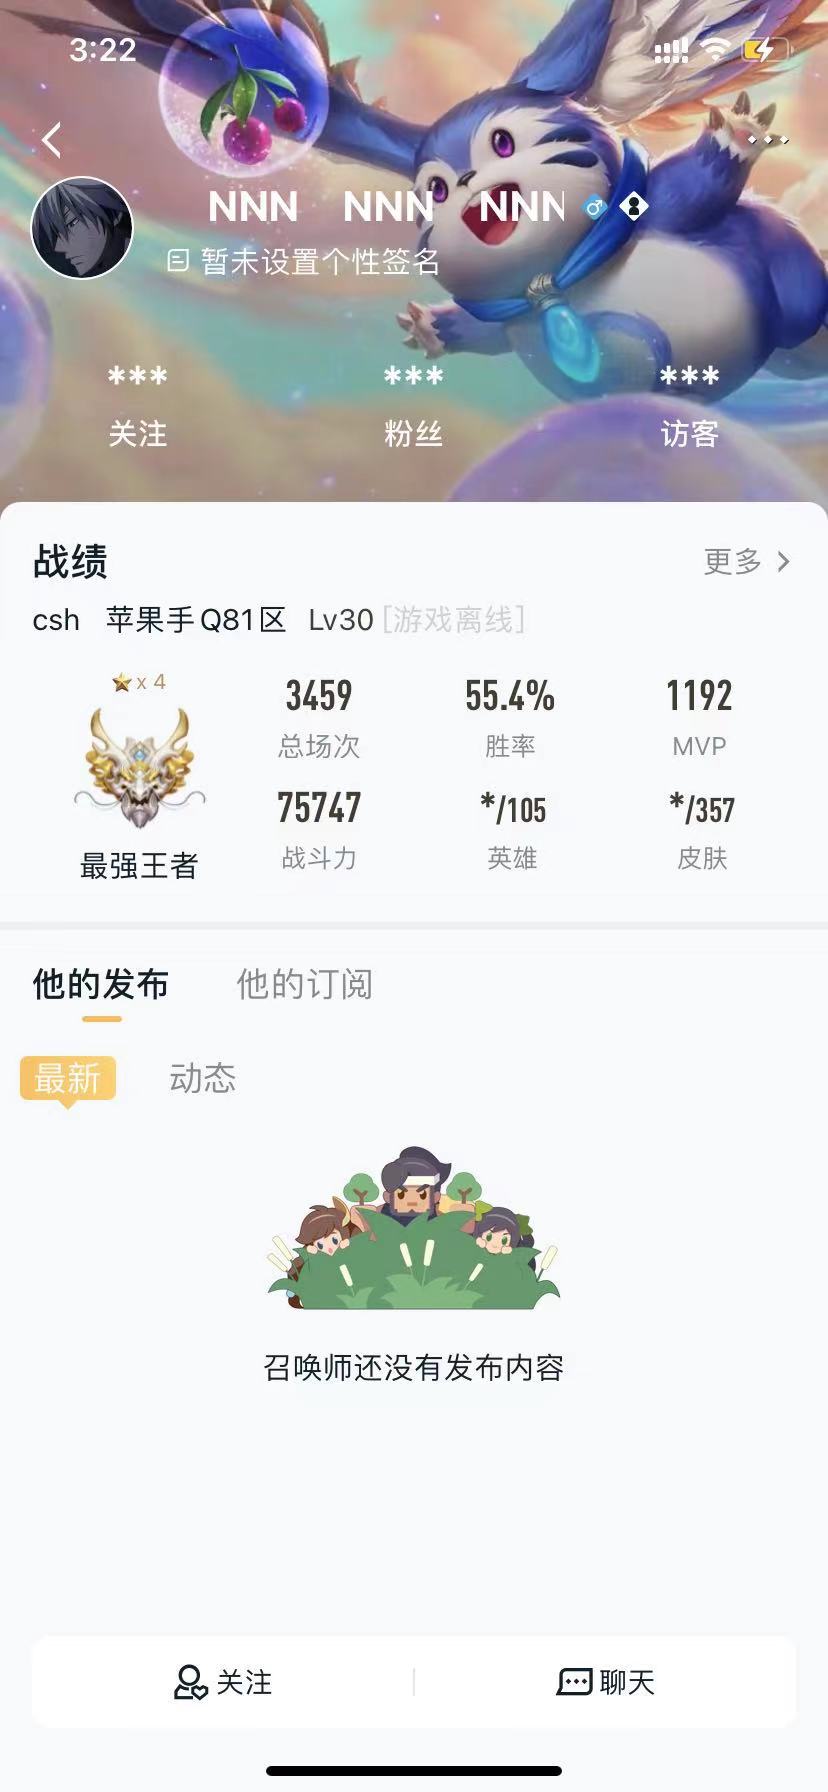 3:22
NNN NNN NNN
暂未设置个性签名
*** *** ***
关注 粉丝 访客
战绩 更多
csh 苹果手Q81区 Lv30 [游戏离线]
x 4
3459 55.4% 1192
总场次 胜率 MVP
75747 */105 */357
最强王者 战斗力 英雄 皮肤
他的发布 他的订阅
最新 动态
召唤师还没有发布内容
关注 聊天